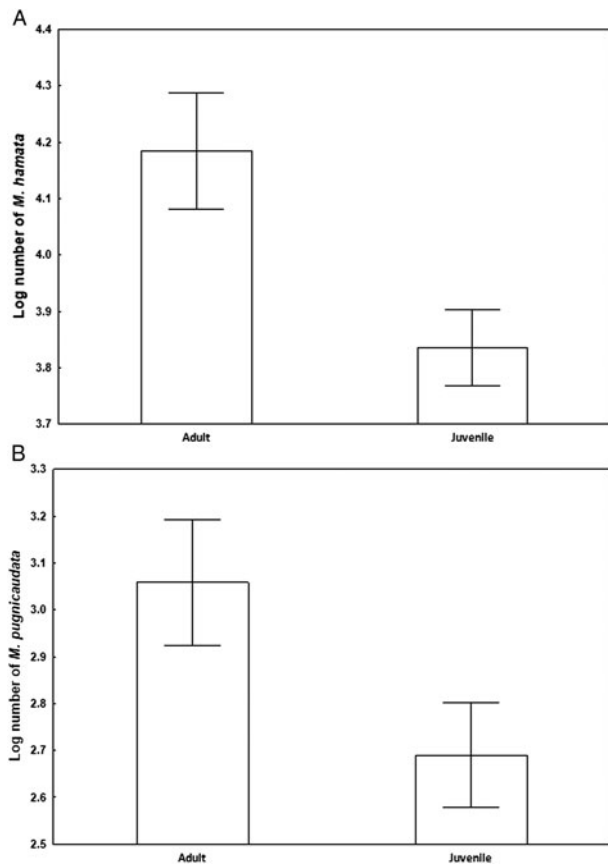 A
Log number of M. hamata
4.4
4.3
4.2
4.1
4.0
3.9
3.8
3.7
Adult Juvenile
B
Log number of M. pugnicaudata
3.3
3.2
3.1
3.0
2.9
2.8
2.7
2.6
2.5
Adult Juvenile